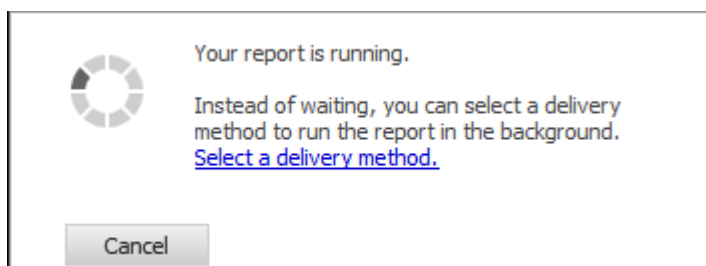 Your report is running.
Instead of waiting, you can select a delivery
method to run the report in the background.
Select a delivery method.
Cancel